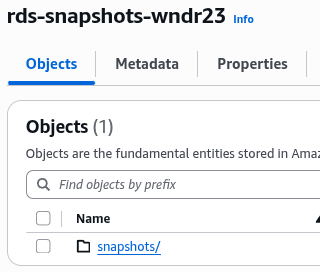 rds-snapshots-wndr23 Info
Objects Metadata Properties
Objects (1)
Objects are the fundamental entities stored in Amaz
Find objects by prefix
Name
snapshots/